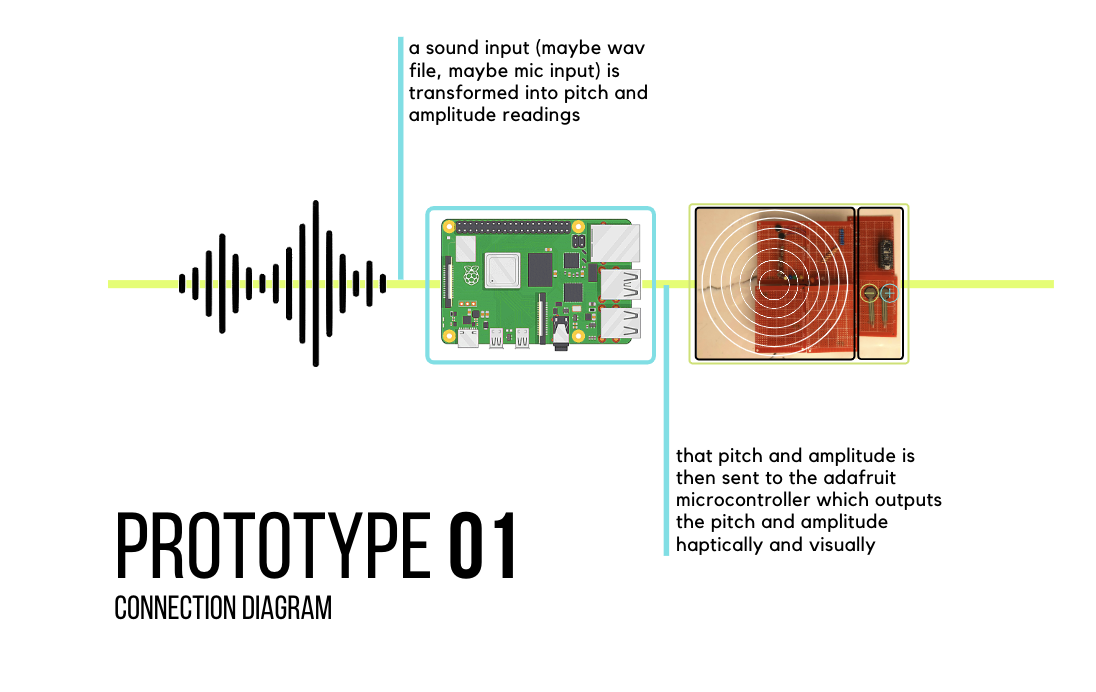 a sound input (maybe wav
file, maybe mic input) is
transformed into pitch and
amplitude readings
that pitch and amplitude is
then sent to the adafruit
microcontroller which outputs
the pitch and amplitude
haptically and visually
PROTOTYPE 01
CONNECTION DIAGRAM